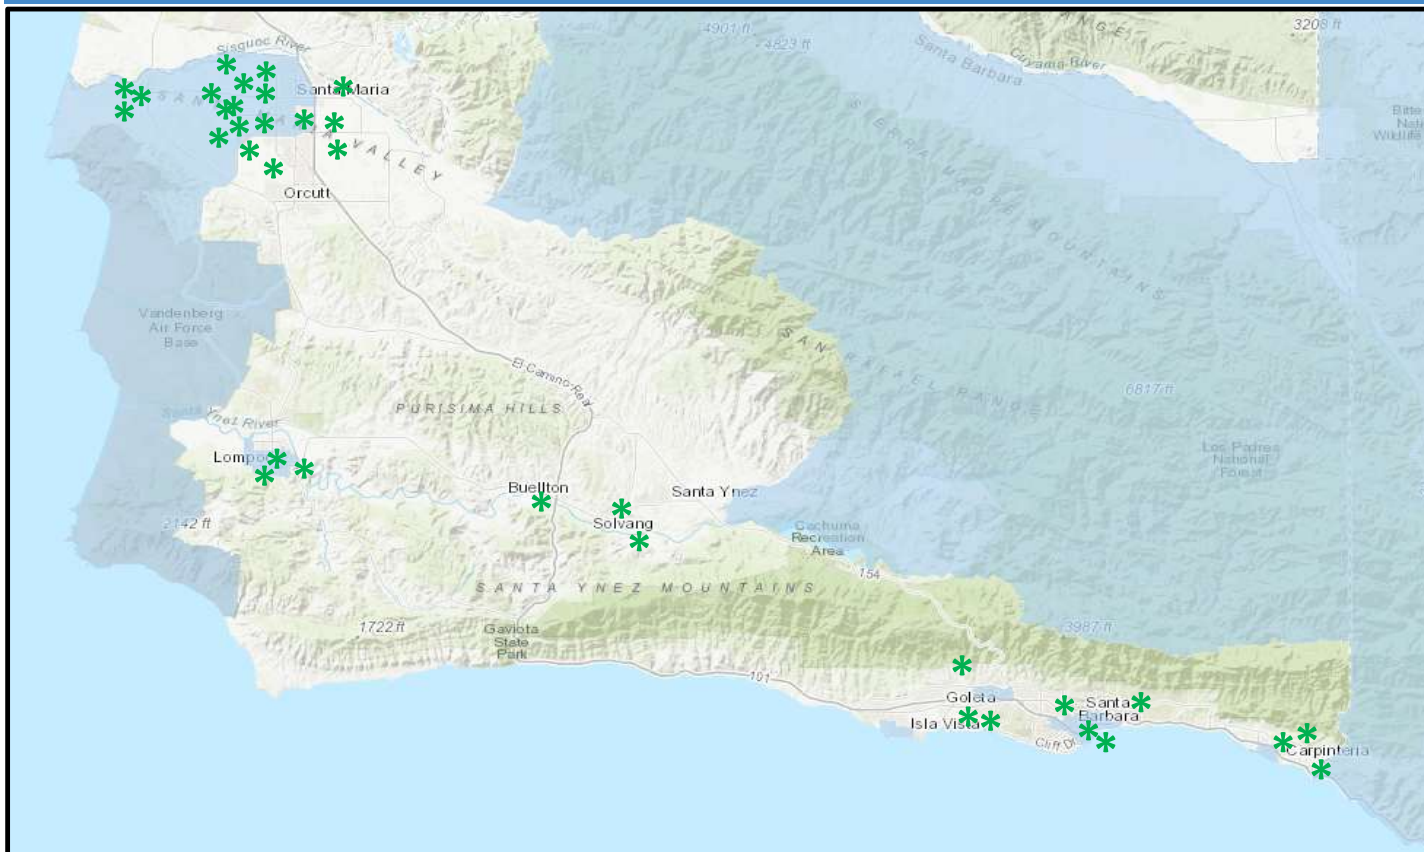 4901 ft
4823 ft
A N G E
3208 ft
Sisquoc River
Santa Barbara
Cuyama River
Santa Maria
S A N
V A L L E Y
SIERRA MADRE MOUNTAINS
Orcutt
Vandenberg
Air Force
Base
SAN RAFAEL RANGE
El Camino Real
6817 ft
PURISIMA HILLS
Ynez River
Los Padres
National
Forest
Buellton
Santa Ynez
2142 ft
Solvang
Cachuma
Recreation
Area
154
SANTA YNEZ MOUNTAINS
1722 ft
Gaviota
State
Park
3987 ft
101
Goleta
Isla Vista
Santa
Barbara
Cliff Dr
Carpinteria